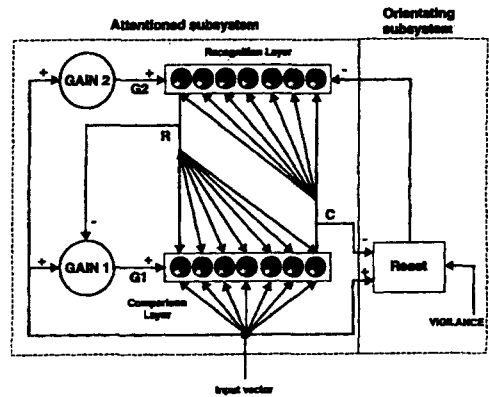 Attentioned subsystem
Orientating
subsystem
Recognition Layer
+
GAIN 2
+
G2
-
R
C
-
-
+
GAIN 1
+
G1
+
Reset
Comparison
Layer
VIGILANCE
Input vector